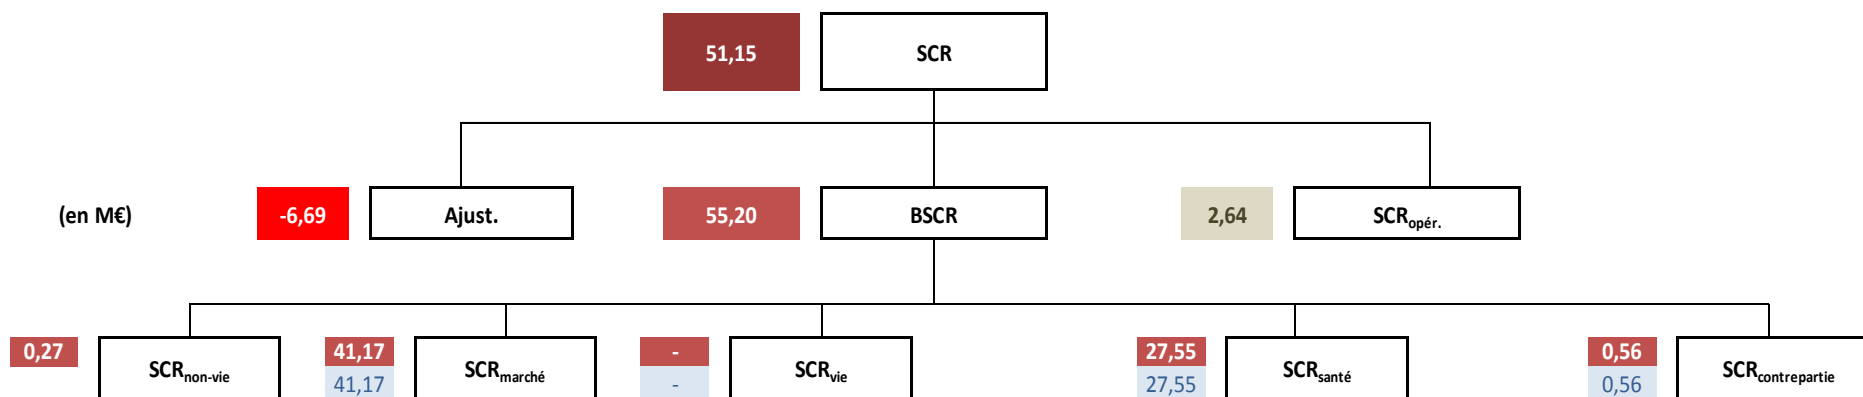 51,15 SCR
(en M€) -6,69 Ajust. 55,20 BSCR 2,64 SCRopér.
0,27 SCRnon-vie 41,17 SCRmarché - SCRvie 27,55 SCRsanté 0,56 SCRcontrepartie
41,17 - 27,55 0,56